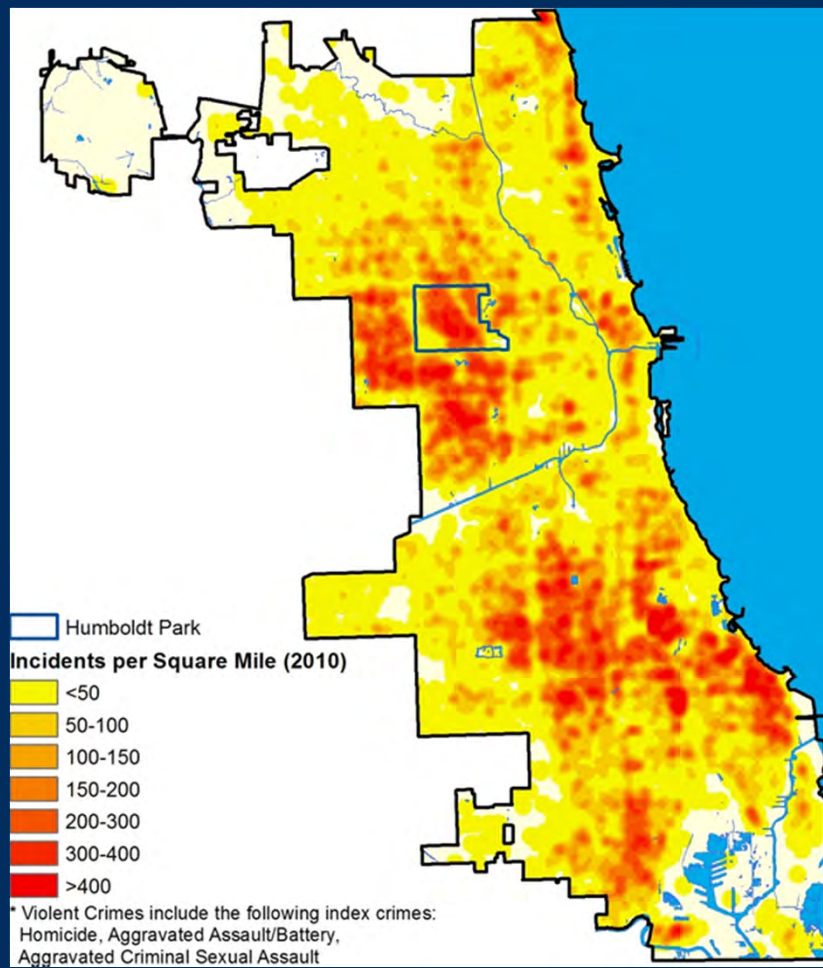 Humboldt Park
Incidents per Square Mile (2010)
<50
50-100
100-150
150-200
200-300
300-400
>400
* Violent Crimes include the following index crimes:
Homicide, Aggravated Assault/Battery,
Aggravated Criminal Sexual Assault